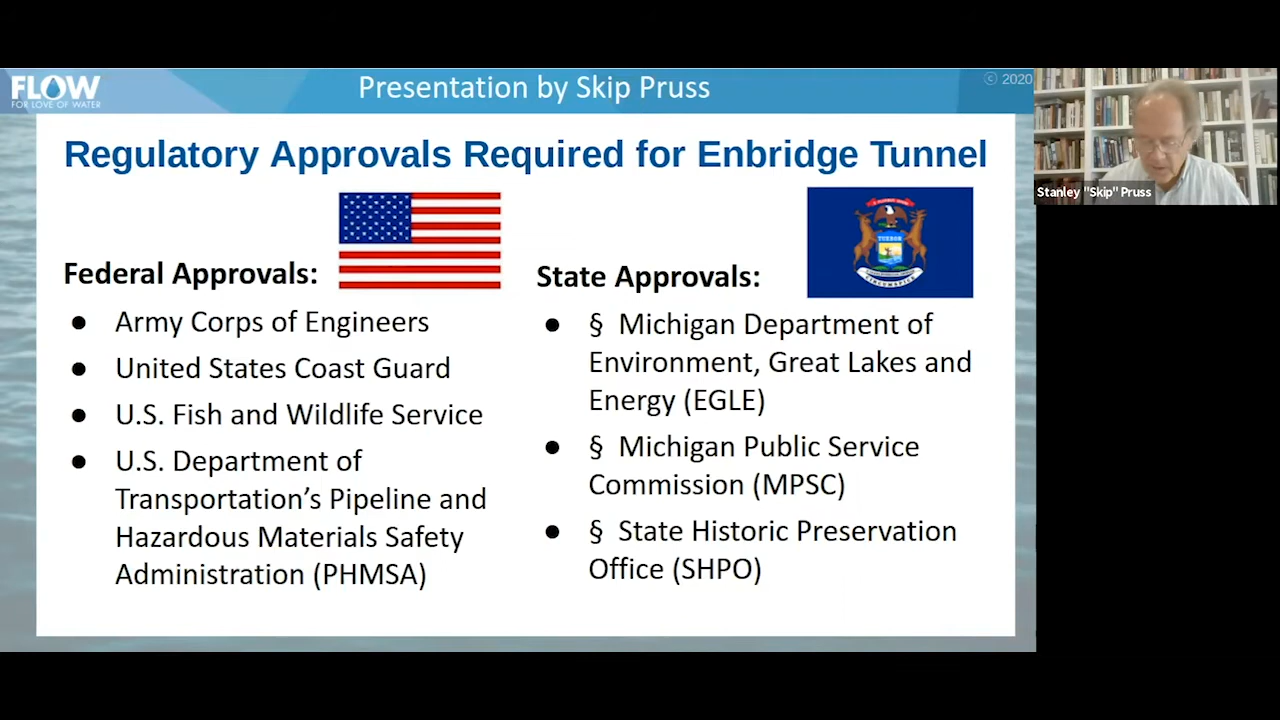 FLOW
FOR LOVE OF WATER
Presentation by Skip Pruss
© 2020
Stanley "Skip" Pruss
Regulatory Approvals Required for Enbridge Tunnel
Federal Approvals:
● Army Corps of Engineers
● United States Coast Guard
● U.S. Fish and Wildlife Service
● U.S. Department of
Transportation’s Pipeline and
Hazardous Materials Safety
Administration (PHMSA)
State Approvals:
TUEBOR
● § Michigan Department of
Environment, Great Lakes and
Energy (EGLE)
● § Michigan Public Service
Commission (MPSC)
● § State Historic Preservation
Office (SHPO)